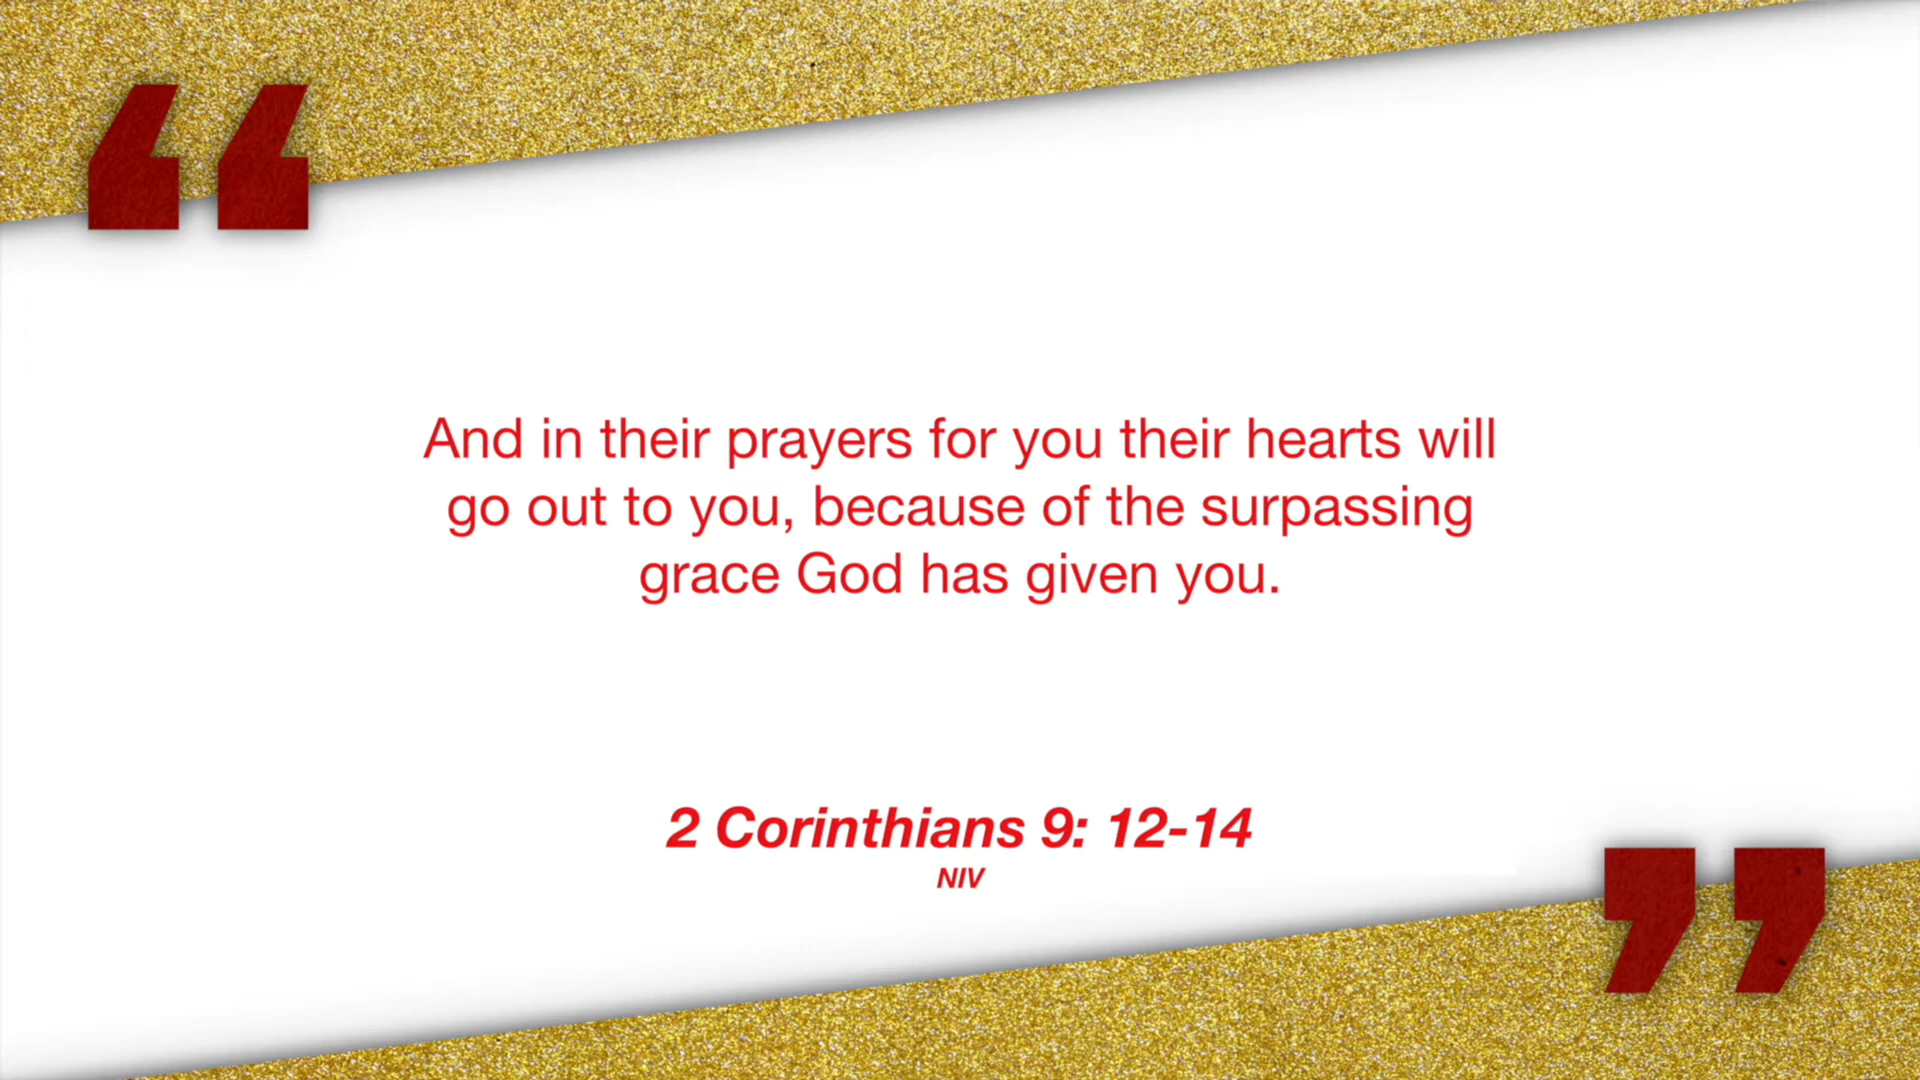 “
And in their prayers for you their hearts will
go out to you, because of the surpassing
grace God has given you.
2 Corinthians 9: 12-14
NIV
”